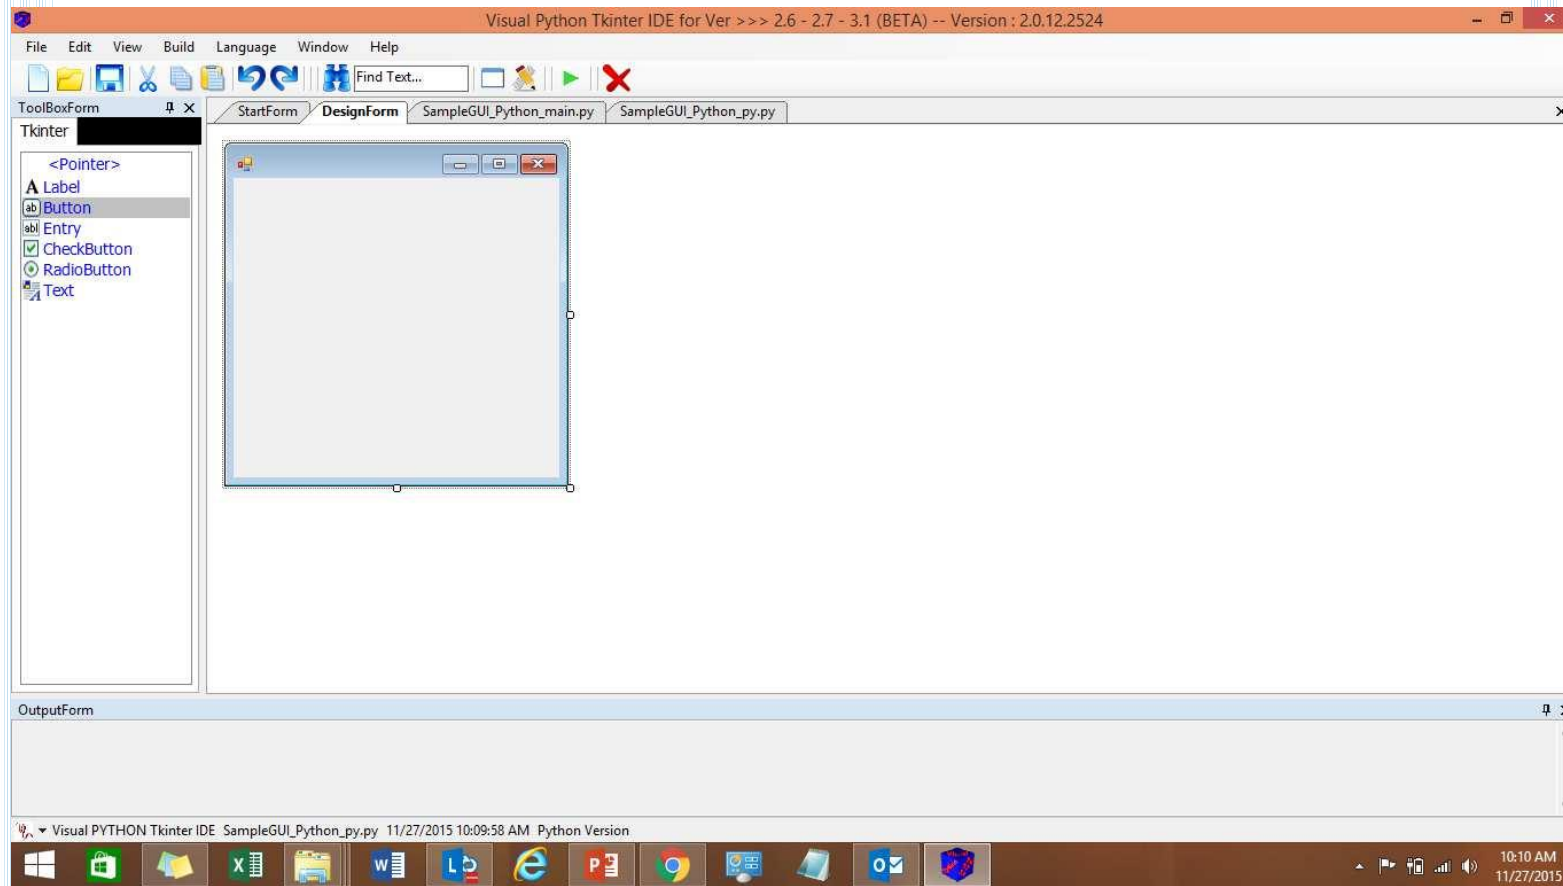 Visual Python Tkinter IDE for Ver >>> 2.6 - 2.7 - 3.1 (BETA) -- Version : 2.0.12.2524
File Edit View Build Language Window Help
Find Text...
ToolBoxForm
StartForm DesignForm SampleGUI_Python_main.py SampleGUI_Python_py.py
Tkinter
<Pointer>
A Label
ab Button
abl Entry
CheckButton
RadioButton
Text
OutputForm
Visual PYTHON Tkinter IDE SampleGUI_Python_py.py 11/27/2015 10:09:58 AM Python Version
10:10 AM
11/27/2015